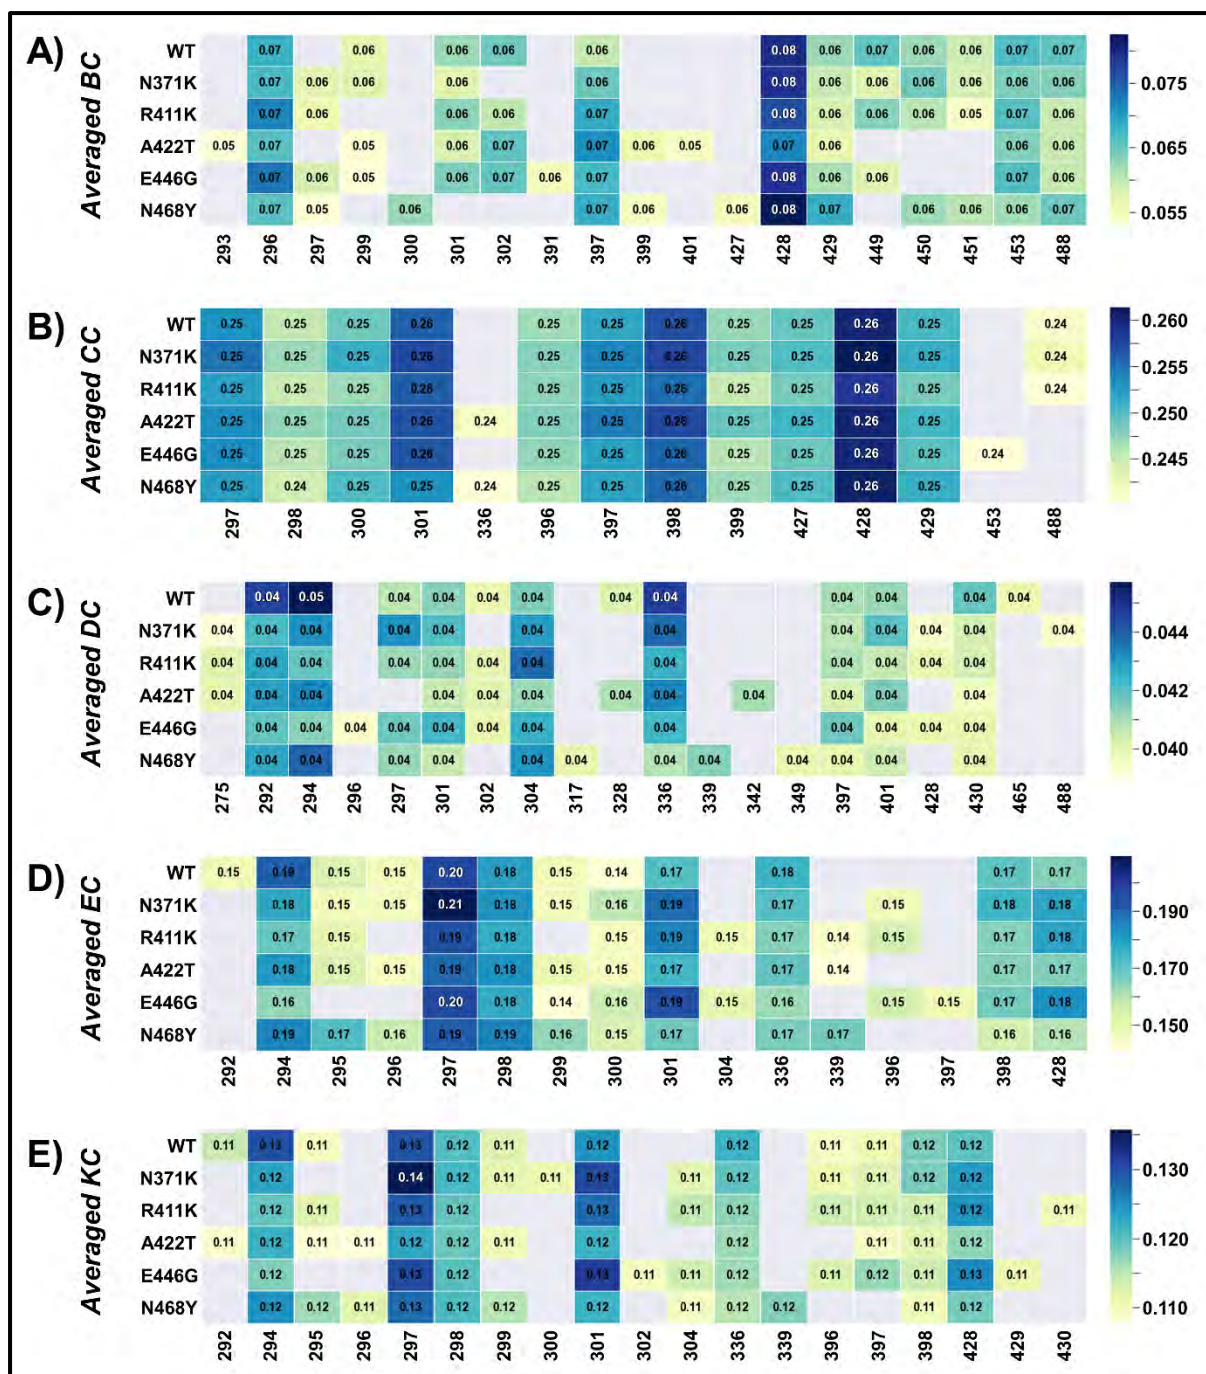 A)
Averaged BC
WT 0.07 0.06 0.06 0.06 0.06 0.08 0.06 0.07 0.06 0.06 0.07 0.07
N371K 0.07 0.06 0.06 0.06 0.06 0.08 0.06 0.06 0.06 0.06 0.06 0.06
R411K 0.07 0.06 0.06 0.06 0.07 0.08 0.06 0.06 0.06 0.05 0.07 0.06
A422T 0.05 0.07 0.05 0.06 0.07 0.07 0.06 0.05 0.07 0.06 0.06 0.06
E446G 0.07 0.06 0.05 0.06 0.07 0.06 0.07 0.08 0.06 0.06 0.07 0.06
N468Y 0.07 0.05 0.06 0.07 0.06 0.06 0.08 0.07 0.06 0.06 0.06 0.07
293 296 297 299 300 301 302 391 397 399 401 427 428 429 449 450 451 453 488
0.075
0.065
0.055
B)
Averaged CC
WT 0.25 0.25 0.25 0.26 0.25 0.25 0.26 0.25 0.25 0.26 0.25 0.24
N371K 0.25 0.25 0.25 0.26 0.25 0.25 0.26 0.25 0.25 0.26 0.25 0.24
R411K 0.25 0.25 0.25 0.26 0.25 0.25 0.26 0.25 0.25 0.26 0.25 0.24
A422T 0.25 0.25 0.25 0.26 0.24 0.25 0.25 0.26 0.25 0.25 0.26 0.25
E446G 0.25 0.25 0.25 0.26 0.25 0.25 0.26 0.25 0.25 0.26 0.25 0.24
N468Y 0.25 0.24 0.25 0.25 0.24 0.25 0.25 0.26 0.25 0.25 0.26 0.25
297 298 300 301 336 396 397 398 399 427 428 429 453 488
0.260
0.255
0.250
0.245
C)
Averaged DC
WT 0.04 0.05 0.04 0.04 0.04 0.04 0.04 0.04 0.04 0.04 0.04 0.04
N371K 0.04 0.04 0.04 0.04 0.04 0.04 0.04 0.04 0.04 0.04 0.04 0.04
R411K 0.04 0.04 0.04 0.04 0.04 0.04 0.04 0.04 0.04 0.04 0.04 0.04
A422T 0.04 0.04 0.04 0.04 0.04 0.04 0.04 0.04 0.04 0.04 0.04 0.04
E446G 0.04 0.04 0.04 0.04 0.04 0.04 0.04 0.04 0.04 0.04 0.04 0.04
N468Y 0.04 0.04 0.04 0.04 0.04 0.04 0.04 0.04 0.04 0.04 0.04 0.04
275 292 294 296 297 301 302 304 317 328 336 339 342 349 397 401 428 430 465 488
0.044
0.042
0.040
D)
Averaged EC
WT 0.15 0.19 0.15 0.15 0.20 0.18 0.15 0.14 0.17 0.18 0.17 0.17
N371K 0.18 0.15 0.15 0.21 0.18 0.15 0.16 0.19 0.17 0.15 0.18 0.18
R411K 0.17 0.15 0.19 0.18 0.15 0.19 0.15 0.17 0.14 0.15 0.17 0.18
A422T 0.18 0.15 0.15 0.19 0.18 0.15 0.15 0.17 0.17 0.14 0.17 0.17
E446G 0.16 0.20 0.18 0.14 0.16 0.19 0.15 0.16 0.15 0.15 0.17 0.18
N468Y 0.19 0.17 0.16 0.19 0.19 0.16 0.15 0.17 0.17 0.17 0.16 0.16
292 294 295 296 297 298 299 300 301 304 336 339 396 397 398 428
0.190
0.170
0.150
E)
Averaged KC
WT 0.11 0.13 0.11 0.13 0.12 0.11 0.12 0.12 0.11 0.11 0.12 0.12
N371K 0.12 0.14 0.12 0.11 0.11 0.13 0.11 0.12 0.11 0.11 0.12 0.12
R411K 0.12 0.11 0.13 0.12 0.13 0.11 0.12 0.11 0.11 0.11 0.12 0.11
A422T 0.11 0.12 0.11 0.11 0.12 0.12 0.11 0.12 0.12 0.11 0.11 0.12
E446G 0.12 0.13 0.12 0.13 0.11 0.11 0.12 0.11 0.12 0.11 0.13 0.11
N468Y 0.12 0.12 0.11 0.13 0.12 0.12 0.12 0.11 0.12 0.12 0.11 0.12
292 294 295 296 297 298 299 300 301 302 304 336 339 396 397 398 428 429 430
0.130
0.120
0.110